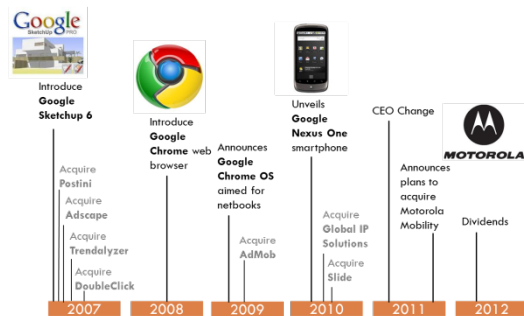 Google
SketchUp PRO
Introduce
Google
Sketchup 6
Acquire
Postini
Acquire
Adscape
Acquire
Trendalyzer
Acquire
DoubleClick
2007
Introduce
Google
Chrome web
browser
2008
Announces
Google
Chrome OS
aimed for
netbooks
Acquire
AdMob
2009
Unveils
Google
Nexus One
smartphone
Acquire
Global IP
Solutions
Acquire
Slide
2010
CEO Change
Announces
plans to
acquire
Motorola
Mobility
2011
MOTOROLA
Dividends
2012